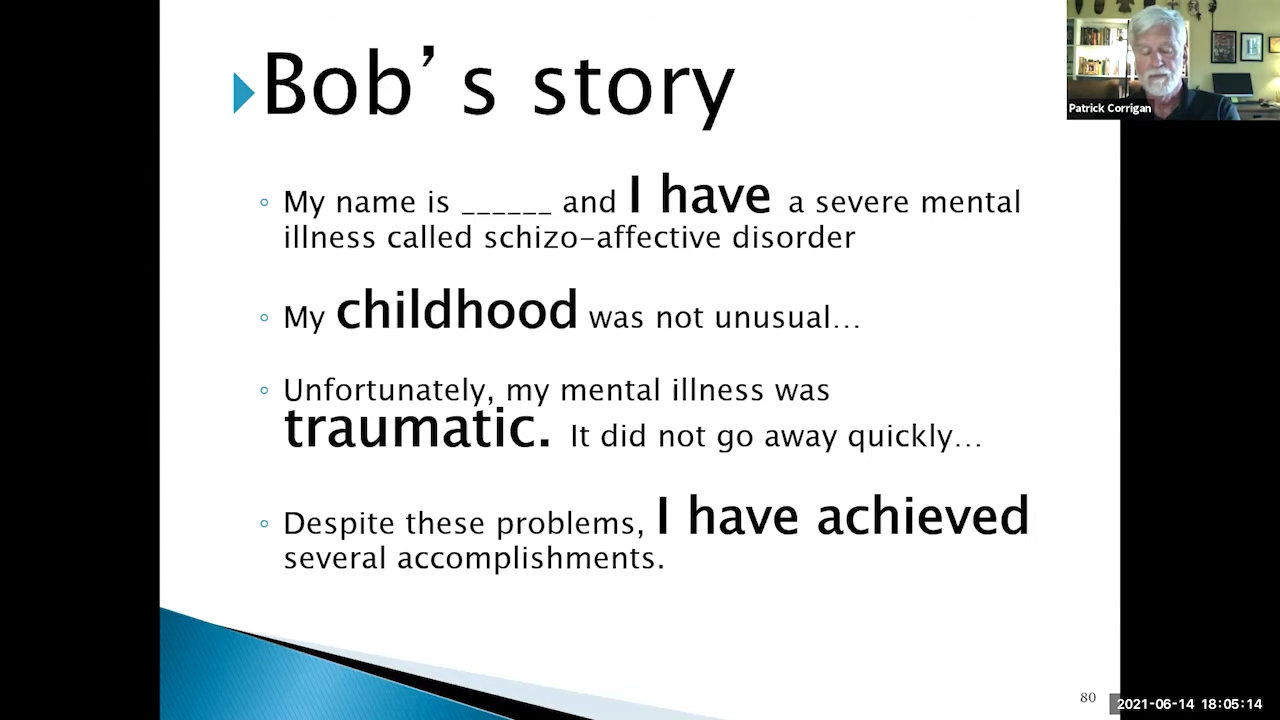 Bob’s story
My name is ______ and I have a severe mental
illness called schizo-affective disorder
My childhood was not unusual…
Unfortunately, my mental illness was
traumatic. It did not go away quickly…
Despite these problems, I have achieved
several accomplishments.
Patrick Corrigan
80
2021-06-14 18:05:14